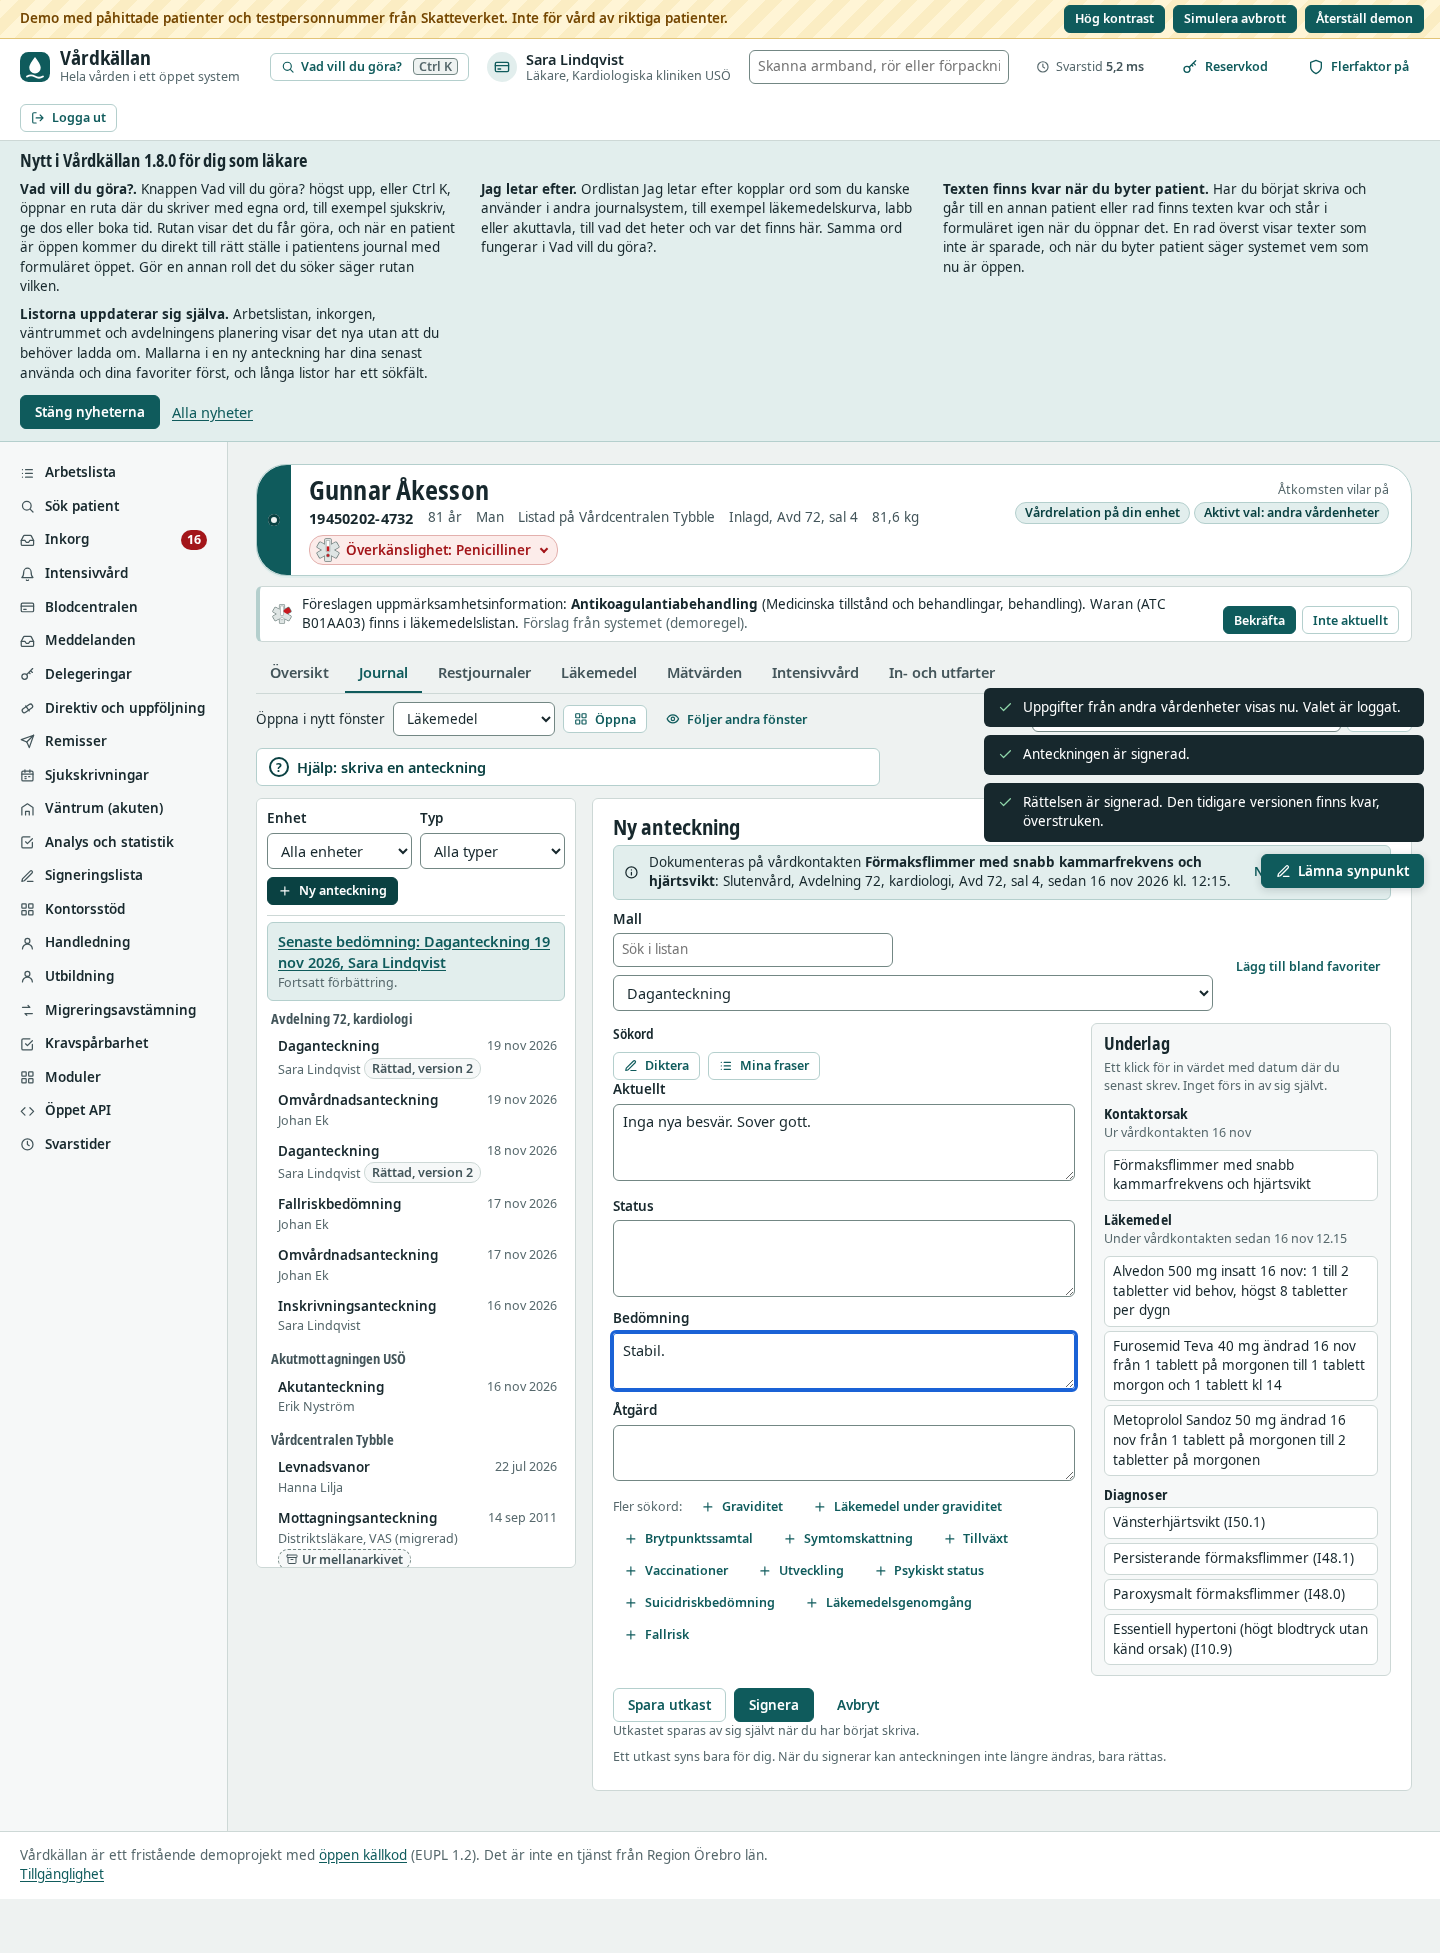 Demo med påhittade patienter och testpersonnummer från Skatteverket. Inte för vård av riktiga patienter.
Hög kontrast
Simulera avbrott
Återställ demon
Vårdkällan
Hela vården i ett öppet system
Vad vill du göra? Ctrl K
Sara Lindqvist
Läkare, Kardiologiska kliniken USÖ
Skanna armband, rör eller förpackni
Svarstid 5,2 ms
Reservkod
Flerfaktor på
Logga ut
Nytt i Vårdkällan 1.8.0 för dig som läkare
Vad vill du göra?. Knappen Vad vill du göra? högst upp, eller Ctrl K,
öppnar en ruta där du skriver med egna ord, till exempel sjukskriv,
ge dos eller boka tid. Rutan visar det du får göra, och när en patient
är öppen kommer du direkt till rätt ställe i patientens journal med
formuläret öppet. Gör en annan roll det du söker säger rutan
vilken.
Jag letar efter. Ordlistan Jag letar efter kopplar ord som du kanske
använder i andra journalsystem, till exempel läkemedelskurva, labb
eller akuttavla, till vad det heter och var det finns här. Samma ord
fungerar i Vad vill du göra?.
Texten finns kvar när du byter patient. Har du börjat skriva och
går till en annan patient eller rad finns texten kvar och står i
formuläret igen när du öppnar det. En rad överst visar texter som
inte är sparade, och när du byter patient säger systemet vem som
nu är öppen.
Listorna uppdaterar sig själva. Arbetslistan, inkorgen,
väntrummet och avdelningens planering visar det nya utan att du
behöver ladda om. Mallarna i en ny anteckning har dina senast
använda och dina favoriter först, och långa listor har ett sökfält.
Stäng nyheterna
Alla nyheter
Arbetslista
Sök patient
Inkorg 16
Intensivvård
Blodcentralen
Meddelanden
Delegeringar
Direktiv och uppföljning
Remisser
Sjukskrivningar
Väntrum (akuten)
Analys och statistik
Signeringslista
Kontorsstöd
Handledning
Utbildning
Migreringsavstämning
Kravspårbarhet
Moduler
Öppet API
Svarstider
Gunnar Åkesson
19450202-4732 81 år Man Listad på Vårdcentralen Tybble Inlagd, Avd 72, sal 4 81,6 kg
Överkänslighet: Penicilliner
Åtkomsten vilar på
Vårdrelation på din enhet
Aktivt val: andra vårdenheter
Föreslagen uppmärksamhetsinformation: Antikoagulantiabehandling (Medicinska tillstånd och behandlingar, behandling). Waran (ATC
B01AA03) finns i läkemedelslistan. Förslag från systemet (demoregel).
Bekräfta
Inte aktuellt
Översikt
Journal
Restjournaler
Läkemedel
Mätvärden
Intensivvård
In- och utfarter
Öppna i nytt fönster
Läkemedel
Öppna
Följer andra fönster
Uppgifter från andra vårdenheter visas nu. Valet är loggat.
Anteckningen är signerad.
Rättelsen är signerad. Den tidigare versionen finns kvar,
överstruken.
Lämna synpunkt
Hjälp: skriva en anteckning
Enhet
Alla enheter
Typ
Alla typer
Ny anteckning
Senaste bedömning: Daganteckning 19
nov 2026, Sara Lindqvist
Fortsatt förbättring.
Avdelning 72, kardiologi
Daganteckning 19 nov 2026
Sara Lindqvist Rättad, version 2
Omvårdnadsanteckning 19 nov 2026
Johan Ek
Daganteckning 18 nov 2026
Sara Lindqvist Rättad, version 2
Fallriskbedömning 17 nov 2026
Johan Ek
Omvårdnadsanteckning 17 nov 2026
Johan Ek
Inskrivningsanteckning 16 nov 2026
Sara Lindqvist
Akutmottagningen USÖ
Akutanteckning 16 nov 2026
Erik Nyström
Vårdcentralen Tybble
Levnadsvanor 22 jul 2026
Hanna Lilja
Mottagningsanteckning 14 sep 2011
Distriktsläkare, VAS (migrerad)
Ur mellanarkivet
Ny anteckning
Dokumenteras på vårdkontakten Förmaksflimmer med snabb kammarfrekvens och
hjärtsvikt: Slutenvård, Avdelning 72, kardiologi, Avd 72, sal 4, sedan 16 nov 2026 kl. 12:15.
Mall
Sök i listan
Daganteckning
Lägg till bland favoriter
Sökord
Diktera
Mina fraser
Aktuellt
Inga nya besvär. Sover gott.
Status
Bedömning
Stabil.
Åtgärd
Fler sökord:
Graviditet
Läkemedel under graviditet
Brytpunktssamtal
Symtomskattning
Tillväxt
Vaccinationer
Utveckling
Psykiskt status
Suicidriskbedömning
Läkemedelsgenomgång
Fallrisk
Underlag
Ett klick för in värdet med datum där du
senast skrev. Inget förs in av sig självt.
Kontaktorsak
Ur vårdkontakten 16 nov
Förmaksflimmer med snabb
kammarfrekvens och hjärtsvikt
Läkemedel
Under vårdkontakten sedan 16 nov 12.15
Alvedon 500 mg insatt 16 nov: 1 till 2
tabletter vid behov, högst 8 tabletter
per dygn
Furosemid Teva 40 mg ändrad 16 nov
från 1 tablett på morgonen till 1 tablett
morgon och 1 tablett kl 14
Metoprolol Sandoz 50 mg ändrad 16
nov från 1 tablett på morgonen till 2
tabletter på morgonen
Diagnoser
Vänsterhjärtsvikt (I50.1)
Persisterande förmaksflimmer (I48.1)
Paroxysmalt förmaksflimmer (I48.0)
Essentiell hypertoni (högt blodtryck utan
känd orsak) (I10.9)
Spara utkast
Signera
Avbryt
Utkastet sparas av sig självt när du har börjat skriva.
Ett utkast syns bara för dig. När du signerar kan anteckningen inte längre ändras, bara rättas.
Vårdkällan är ett fristående demoprojekt med öppen källkod (EUPL 1.2). Det är inte en tjänst från Region Örebro län.
Tillgänglighet